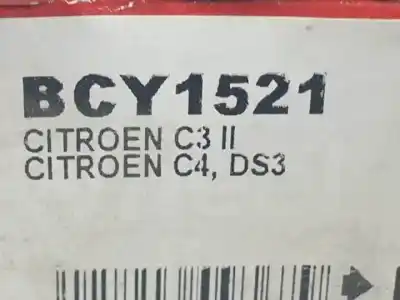 BCY1521
CITROEN C3 II
CITROEN C4, DS3